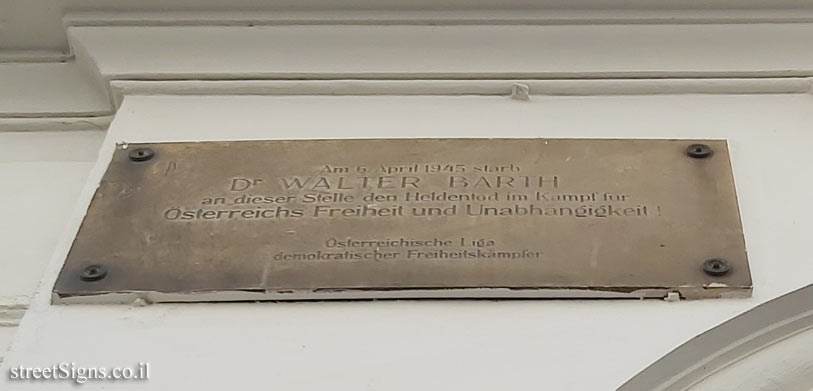 Am 6. April 1945 starb
Dr WALTER BARTH
an dieser Stelle den Heldentod im Kampf für
Österreichs Freiheit und Unabhängigkeit!
Österreichische Liga
demokratischer Freiheitskämpfer
streetSigns.co.il